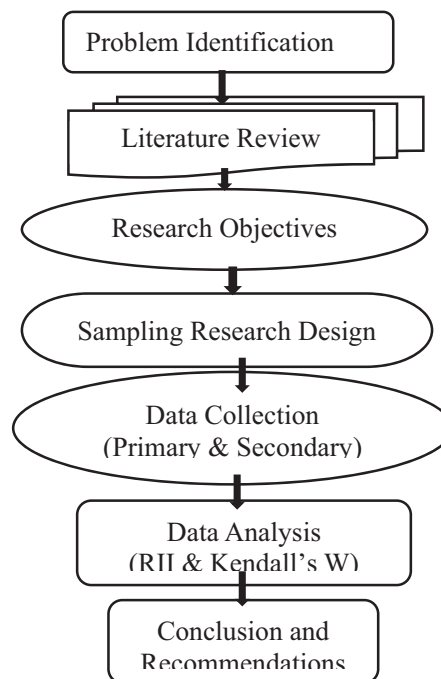 Problem Identification
Literature Review
Research Objectives
Sampling Research Design
Data Collection
(Primary & Secondary)
Data Analysis
(RII & Kendall's W)
Conclusion and
Recommendations